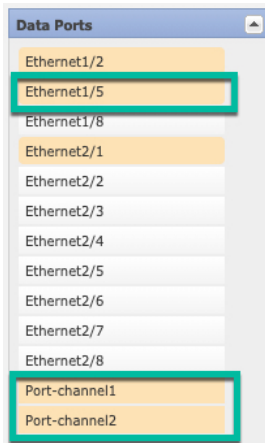 Data Ports
Ethernet1/2
Ethernet1/5
Ethernet1/8
Ethernet2/1
Ethernet2/2
Ethernet2/3
Ethernet2/4
Ethernet2/5
Ethernet2/6
Ethernet2/7
Ethernet2/8
Port-channel1
Port-channel2